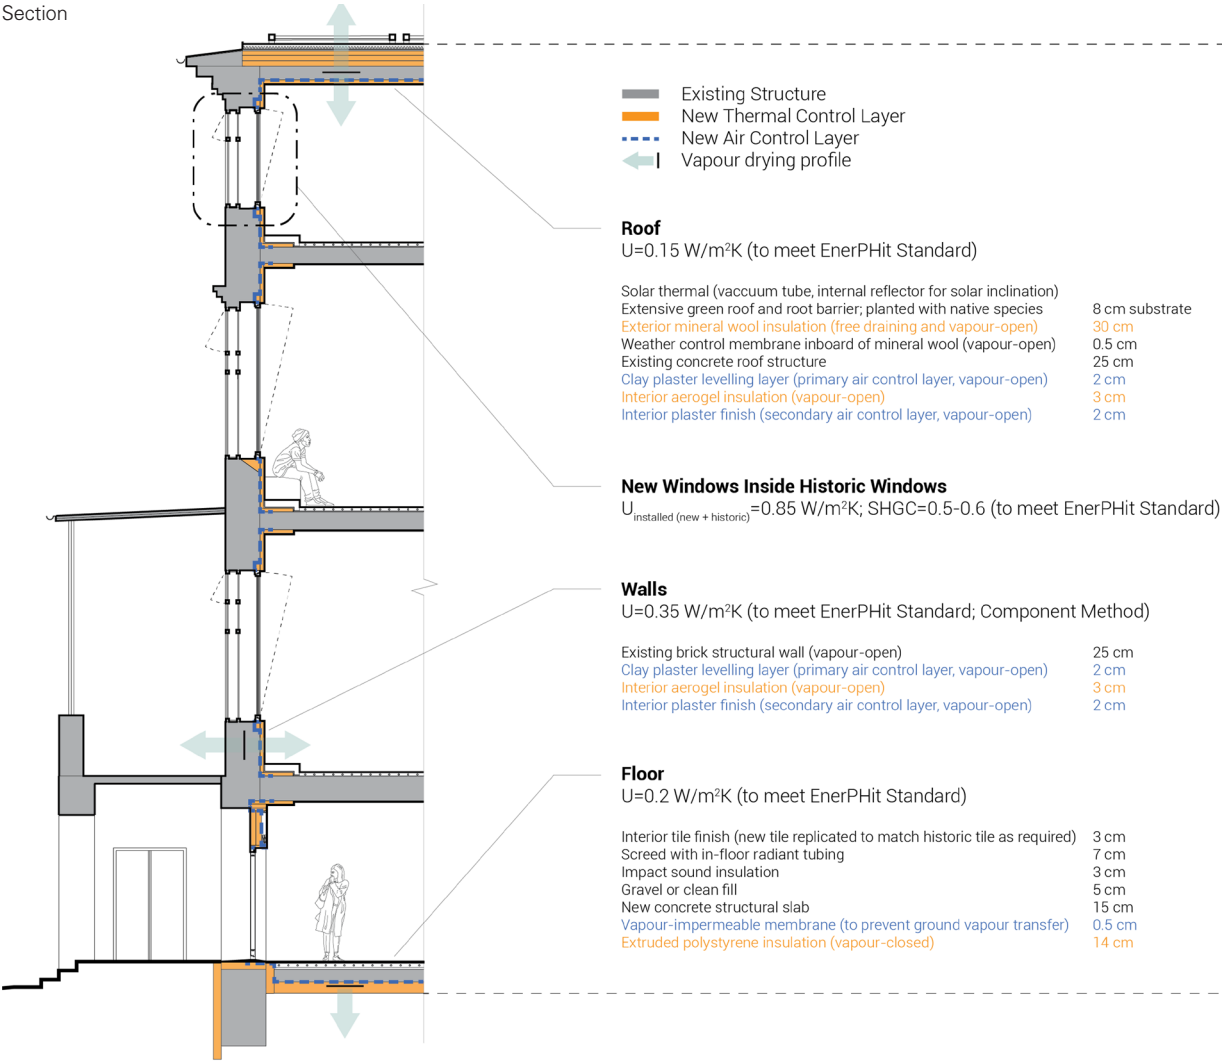 Section
Existing Structure
New Thermal Control Layer
New Air Control Layer
Vapour drying profile
Roof
U=0.15 W/m²K (to meet EnerPHit Standard)
Solar thermal (vaccuum tube, internal reflector for solar inclination)
Extensive green roof and root barrier; planted with native species 8 cm substrate
Exterior mineral wool insulation (free draining and vapour-open) 30 cm
Weather control membrane inboard of mineral wool (vapour-open) 0.5 cm
Existing concrete roof structure 25 cm
Clay plaster levelling layer (primary air control layer, vapour-open) 2 cm
Interior aerogel insulation (vapour-open) 3 cm
Interior plaster finish (secondary air control layer, vapour-open) 2 cm
New Windows Inside Historic Windows
U installed (new + historic)=0.85 W/m²K; SHGC=0.5-0.6 (to meet EnerPHit Standard)
Walls
U=0.35 W/m²K (to meet EnerPHit Standard; Component Method)
Existing brick structural wall (vapour-open) 25 cm
Clay plaster levelling layer (primary air control layer, vapour-open) 2 cm
Interior aerogel insulation (vapour-open) 3 cm
Interior plaster finish (secondary air control layer, vapour-open) 2 cm
Floor
U=0.2 W/m²K (to meet EnerPHit Standard)
Interior tile finish (new tile replicated to match historic tile as required) 3 cm
Screed with in-floor radiant tubing 7 cm
Impact sound insulation 3 cm
Gravel or clean fill 5 cm
New concrete structural slab 15 cm
Vapour-impermeable membrane (to prevent ground vapour transfer) 0.5 cm
Extruded polystyrene insulation (vapour-closed) 14 cm